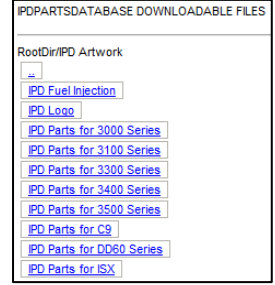 IPDPARTSDATABASE DOWNLOADABLE FILES
RootDir/IPD Artwork
..
IPD Fuel Injection
IPD Logo
IPD Parts for 3000 Series
IPD Parts for 3100 Series
IPD Parts for 3300 Series
IPD Parts for 3400 Series
IPD Parts for 3500 Series
IPD Parts for C9
IPD Parts for DD60 Series
IPD Parts for ISX